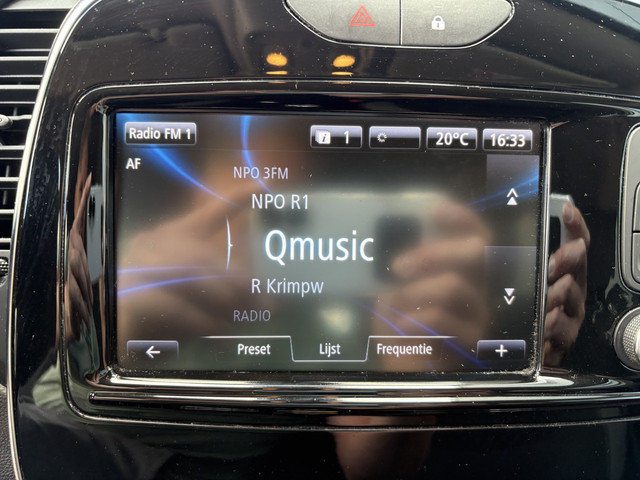 Radio FM 1
1
20°C
16:33
AF
NPO 3FM
NPO R1
Qmusic
R Krimpw
RADIO
Preset
Lijst
Frequentie